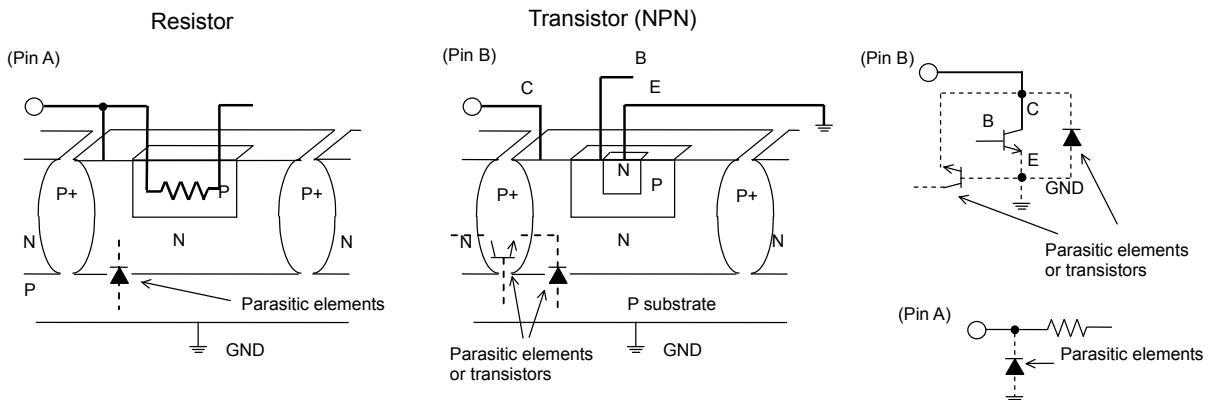 Resistor
(Pin A)
P+
P
P+
N
N
N
P
Parasitic elements
GND
Transistor (NPN)
(Pin B)
B
C
E
N
P
P+
P+
N
N
N
P substrate
GND
Parasitic elements
or transistors
(Pin B)
C
B
E
GND
Parasitic elements
or transistors
(Pin A)
Parasitic elements